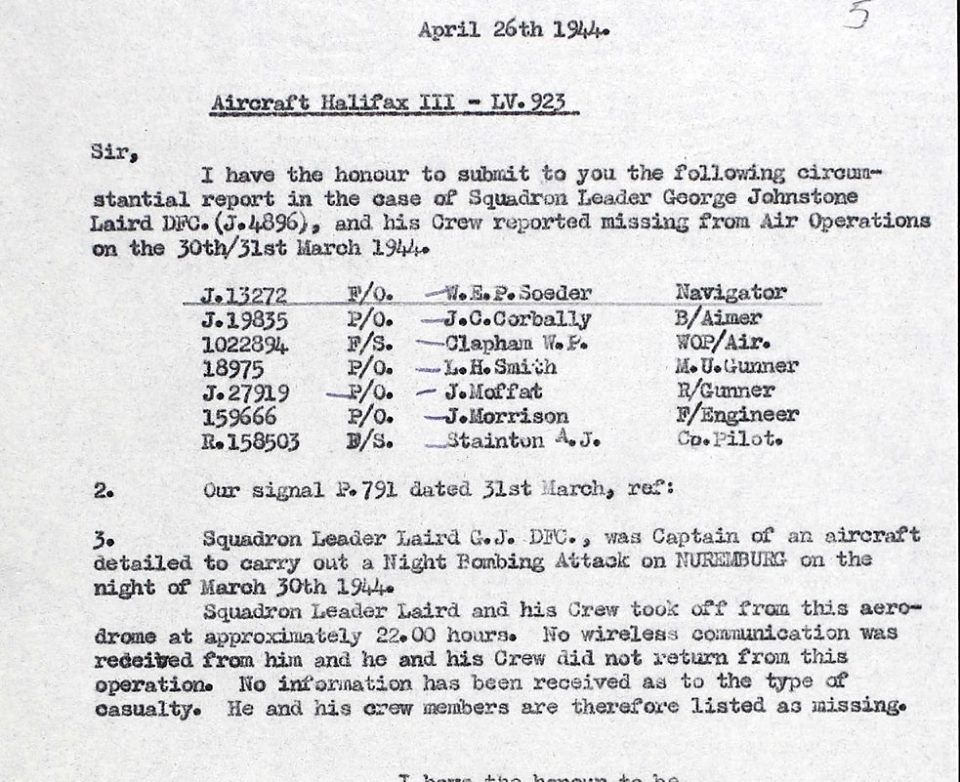 5
April 26th 1944.
Aircraft Halifax III - LV.923
Sir,
I have the honour to submit to you the following circum-
stantial report in the case of Squadron Leader George Johnstone
Laird DFC.(J.4896), and his Crew reported missing from Air Operations
on the 30th/31st March 1944.
J.13272 F/O. W.E.P.Soeder Navigator
J.19835 P/O. J.C.Corbally B/Aimer
1022894 F/S. Clapham W.P. WOP/Air.
18975 P/O. L.H.Smith M.U.Gunner
J.27919 P/O. J.Moffat R/Gunner
159666 P/O. J.Morrison F/Engineer
R.158503 F/S. Stainton A.J. Co.Pilot.
2. Our signal P.791 dated 31st March, ref:
3. Squadron Leader Laird G.J. DFC., was Captain of an aircraft
detailed to carry out a Night Bombing Attack on NUREMBURG on the
night of March 30th 1944.
Squadron Leader Laird and his Crew took off from this aero-
drome at approximately 22.00 hours. No wireless communication was
received from him and he and his Crew did not return from this
operation. No information has been received as to the type of
casualty. He and his crew members are therefore listed as missing.
I have the honour to be